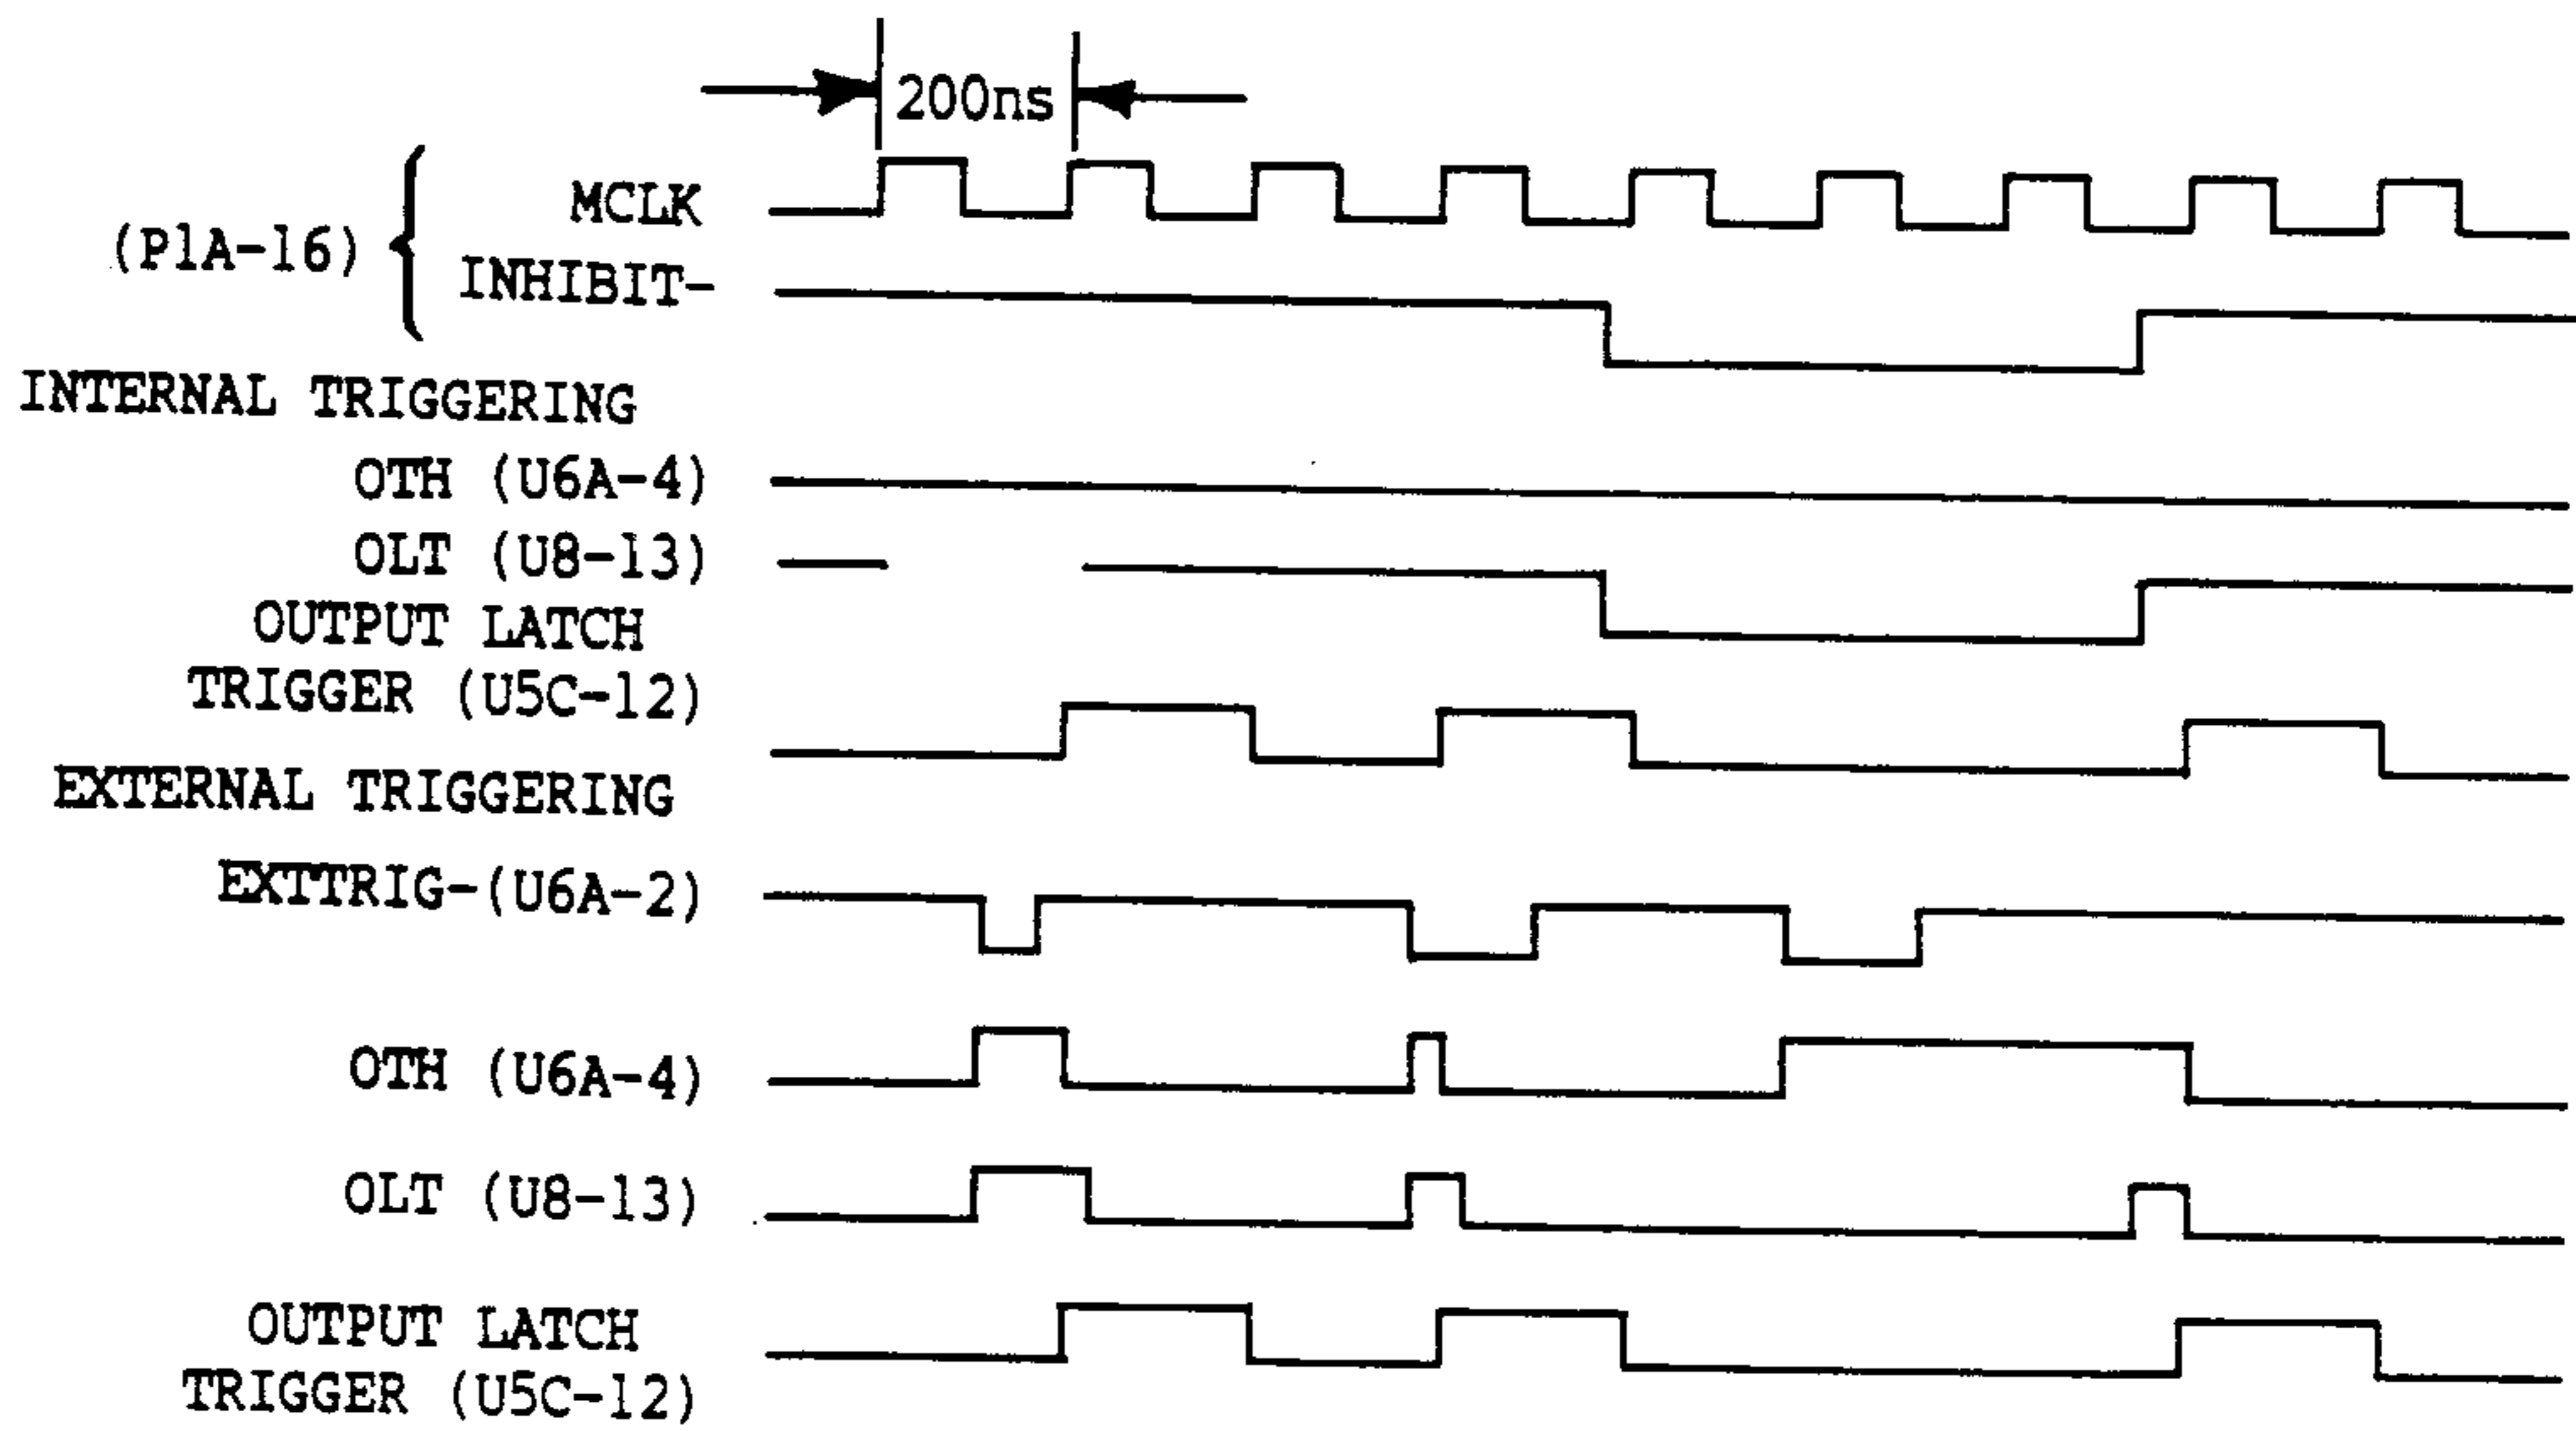 200ns
MCLK
(P1A-16)
INHIBIT-
INTERNAL TRIGGERING
OTH (U6A-4)
OLT (U8-13)
OUTPUT LATCH
TRIGGER (U5C-12)
EXTERNAL TRIGGERING
EXTTRIG-(U6A-2)
OTH (U6A-4)
OLT (U8-13)
OUTPUT LATCH
TRIGGER (U5C-12)